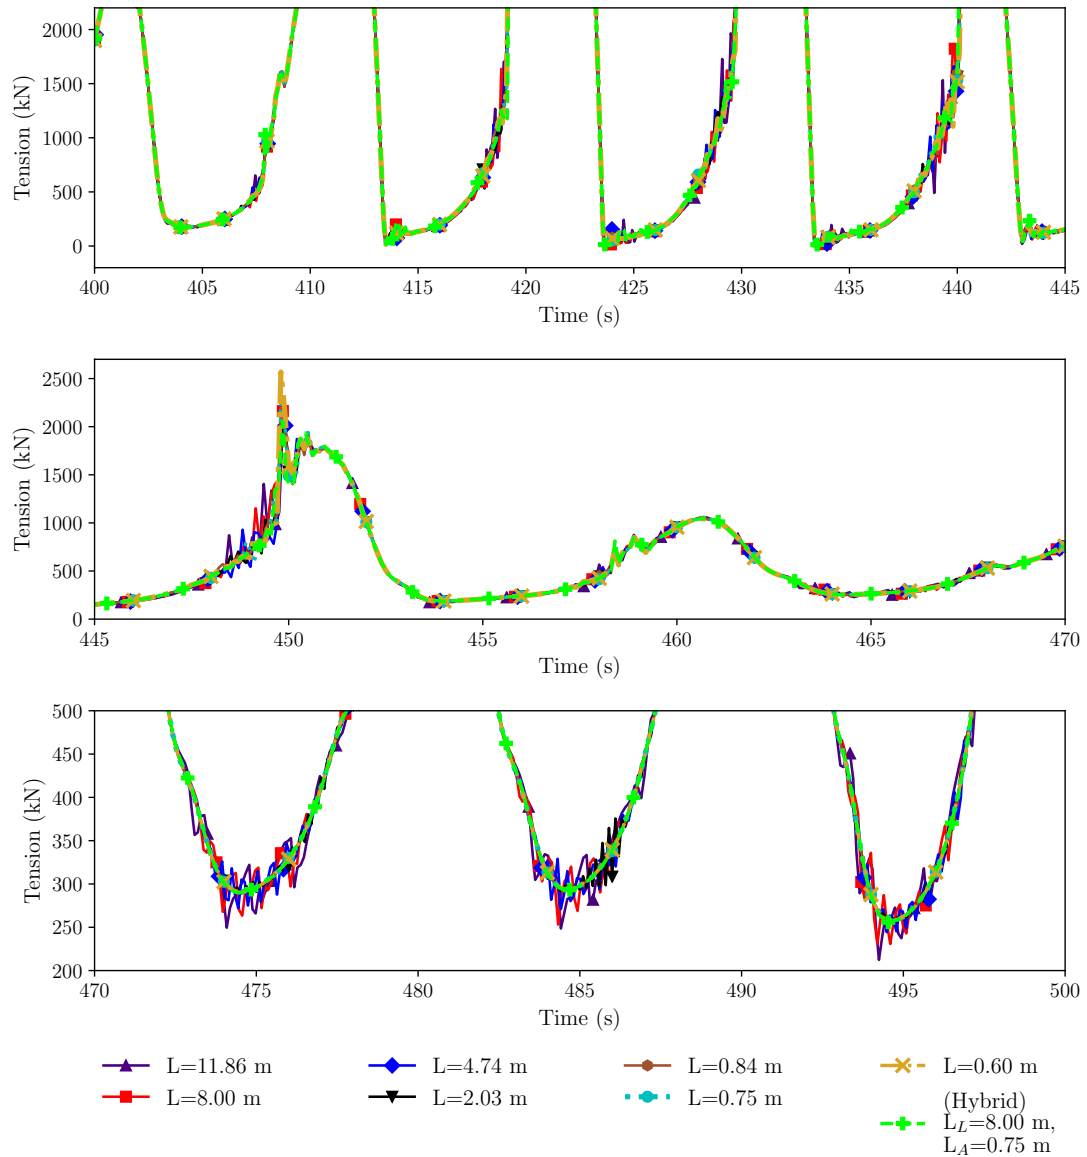 2000
1500
1000
500
0
Tension (kN)
400 405 410 415 420 425 430 435 440 445
Time (s)
2500
2000
1500
1000
500
0
Tension (kN)
445 450 455 460 465 470
Time (s)
500
450
400
350
300
250
200
Tension (kN)
470 475 480 485 490 495 500
Time (s)
L=11.86 m
L=8.00 m
L=4.74 m
L=2.03 m
L=0.84 m
L=0.75 m
L=0.60 m
(Hybrid)
L_L=8.00 m,
L_A=0.75 m